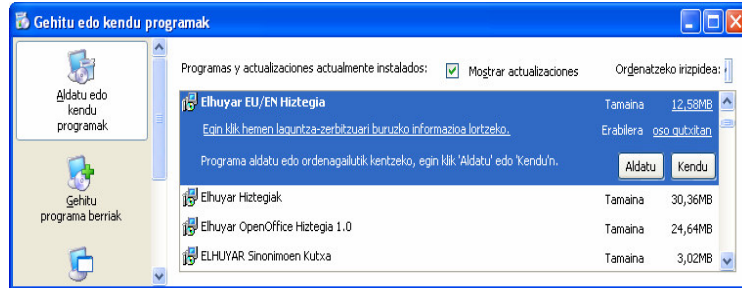 Gehitu edo kendu programak
Aldatu edo
kendu
programak
Gehitu
programa berriak
Programas y actualizaciones actualmente instalados: Mostrar actualizaciones Ordenatzeko irizpidea:
Elhuyar EU/EN Hiztegia Tamaina 12,58MB
Egin klik hemen laguntza-zerbitzuari buruzko informazioa lortzeko. Erabilera oso gutxitan
Programa aldatu edo ordenagailutik kentzeko, egin klik 'Aldatu' edo 'Kendu'n. Aldatu Kendu
Elhuyar Hiztegiak Tamaina 30,36MB
Elhuyar OpenOffice Hiztegia 1.0 Tamaina 24,64MB
ELHUYAR Sinonimoen Kutxa Tamaina 3,02MB